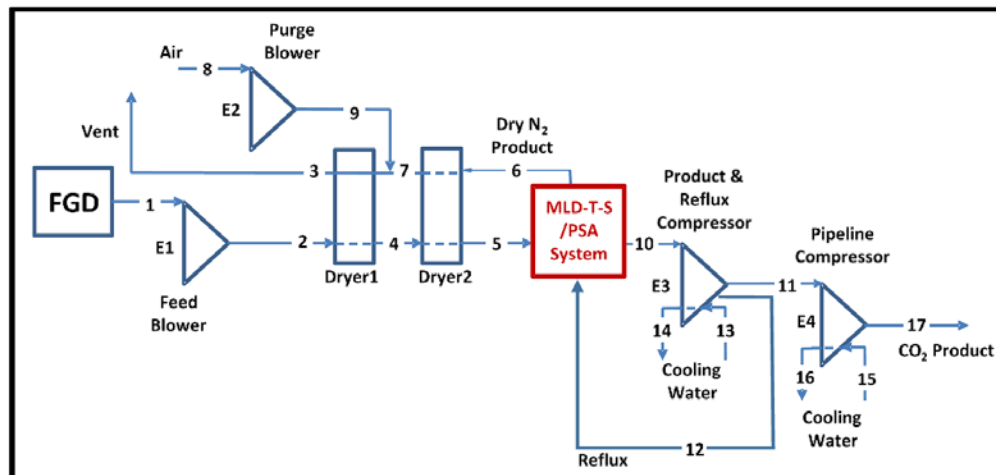 Purge
Blower
Air
8
E2
9
Vent
Dry N₂
Product
3
7
6
FGD
1
Product &
Reflux
Compressor
MLD-T-S
/PSA
System
E1
2
4
5
10
Pipeline
Compressor
Dryer1
Dryer2
E3
11
Feed
Blower
14
13
E4
17
CO₂ Product
Cooling
Water
16
15
Cooling
Water
12
Reflux